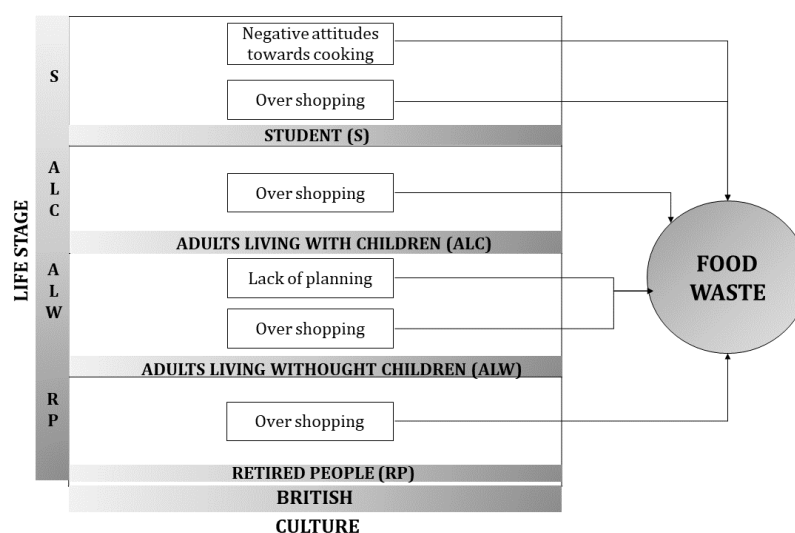 LIFE STAGE
S
Negative attitudes
towards cooking
Over shopping
STUDENT (S)
A
L
C
Over shopping
ADULTS LIVING WITH CHILDREN (ALC)
A
L
W
Lack of planning
Over shopping
ADULTS LIVING WITHOUGHT CHILDREN (ALW)
R
P
Over shopping
RETIRED PEOPLE (RP)
BRITISH
CULTURE
FOOD
WASTE